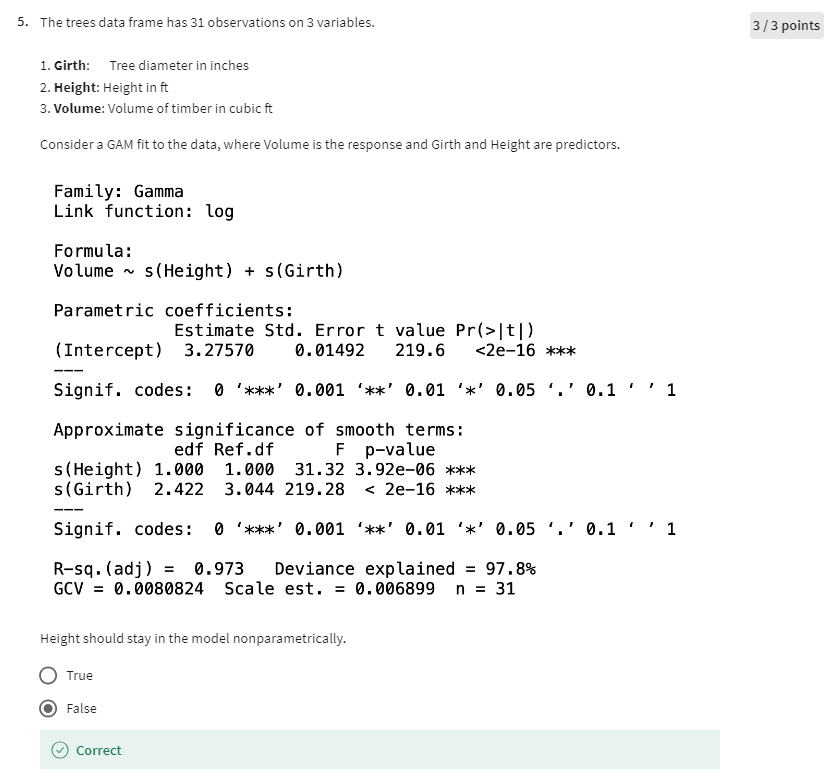 5. The trees data frame has 31 observations on 3 variables.
3 / 3 points
1. Girth: Tree diameter in inches
2. Height: Height in ft
3. Volume: Volume of timber in cubic ft
Consider a GAM fit to the data, where Volume is the response and Girth and Height are predictors.
Family: Gamma
Link function: log
Formula:
Volume ~ s(Height) + s(Girth)
Parametric coefficients:
Estimate Std. Error t value Pr(>|t|)
(Intercept) 3.27570 0.01492 219.6 <2e-16 ***
---
Signif. codes: 0 ‘***’ 0.001 ‘**’ 0.01 ‘*’ 0.05 ‘.’ 0.1 ‘ ’ 1
Approximate significance of smooth terms:
edf Ref.df F p-value
s(Height) 1.000 1.000 31.32 3.92e-06 ***
s(Girth) 2.422 3.044 219.28 < 2e-16 ***
---
Signif. codes: 0 ‘***’ 0.001 ‘**’ 0.01 ‘*’ 0.05 ‘.’ 0.1 ‘ ’ 1
R-sq.(adj) = 0.973 Deviance explained = 97.8%
GCV = 0.0080824 Scale est. = 0.006899 n = 31
Height should stay in the model nonparametrically.
True
False
Correct